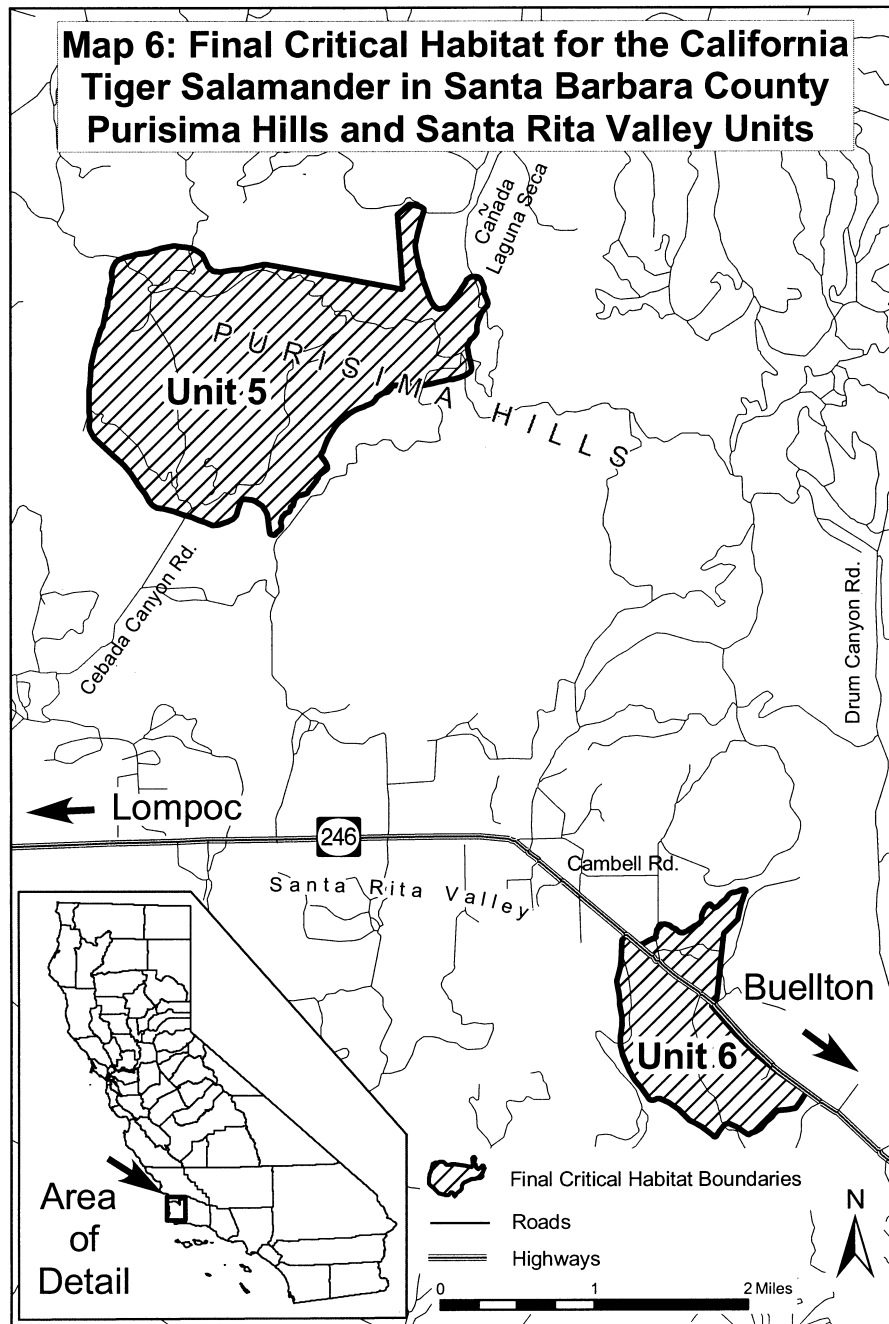 Map 6: Final Critical Habitat for the California
Tiger Salamander in Santa Barbara County
Purisima Hills and Santa Rita Valley Units
Cañada
Laguna Seca
PURISIMA HILLS
Unit 5
Cebada Canyon Rd.
Drum Canyon Rd.
Lompoc
246
Cambell Rd.
Santa Rita Valley
Buellton
Unit 6
Area
of
Detail
Final Critical Habitat Boundaries
Roads
Highways
N
0 1 2 Miles